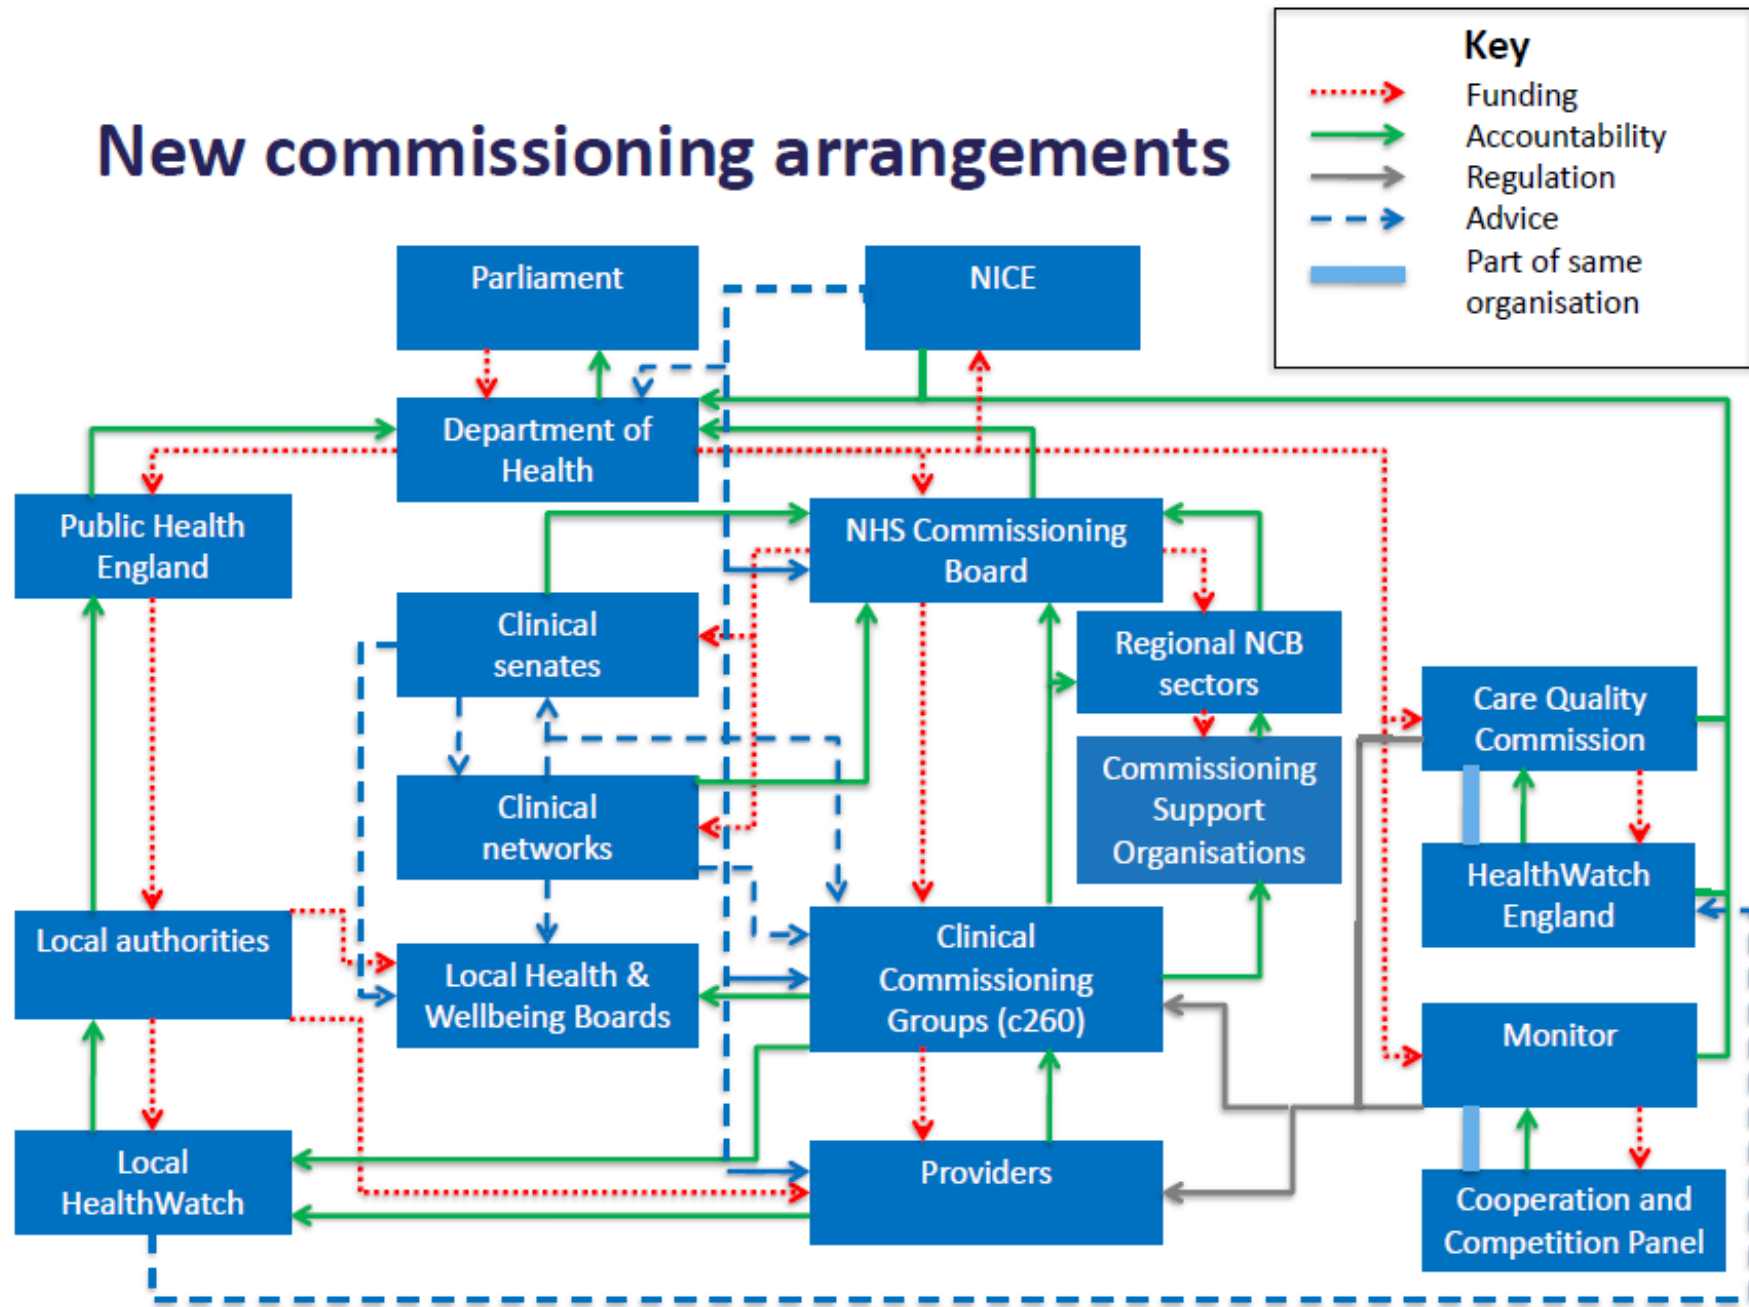 New commissioning arrangements
Key
Funding
Accountability
Regulation
Advice
Part of same
organisation
Parliament
NICE
Department of
Health
Public Health
England
NHS Commissioning
Board
Clinical
senates
Regional NCB
sectors
Care Quality
Commission
Commissioning
Support
Organisations
Clinical
networks
HealthWatch
England
Local authorities
Local Health &
Wellbeing Boards
Clinical
Commissioning
Groups (c260)
Monitor
Local
HealthWatch
Providers
Cooperation and
Competition Panel